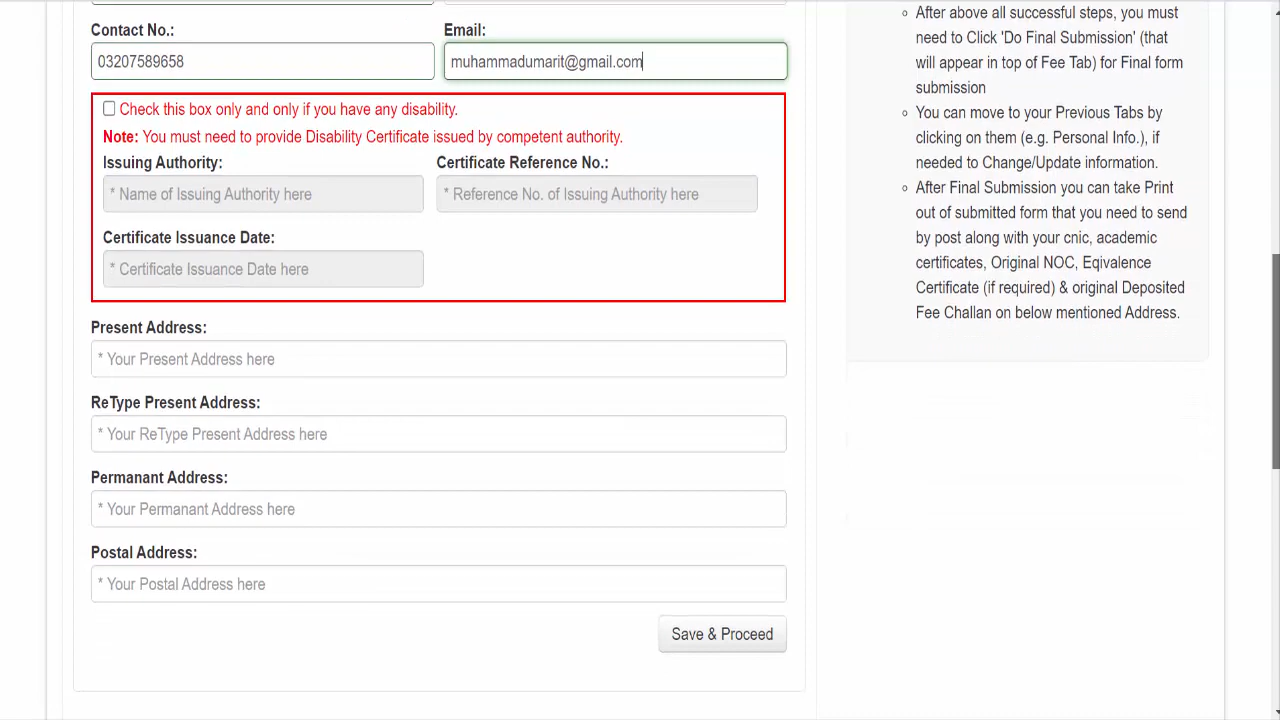 Contact No.:
Email:
03207589658
muhammadumarit@gmail.com
Check this box only and only if you have any disability.
Note: You must need to provide Disability Certificate issued by competent authority.
Issuing Authority:
Certificate Reference No.:
* Name of Issuing Authority here
* Reference No. of Issuing Authority here
Certificate Issuance Date:
* Certificate Issuance Date here
Present Address:
* Your Present Address here
ReType Present Address:
* Your ReType Present Address here
Permanant Address:
* Your Permanant Address here
Postal Address:
* Your Postal Address here
Save & Proceed
After above all successful steps, you must
need to Click 'Do Final Submission' (that
will appear in top of Fee Tab) for Final form
submission
You can move to your Previous Tabs by
clicking on them (e.g. Personal Info.), if
needed to Change/Update information.
After Final Submission you can take Print
out of submitted form that you need to send
by post along with your cnic, academic
certificates, Original NOC, Eqivalence
Certificate (if required) & original Deposited
Fee Challan on below mentioned Address.